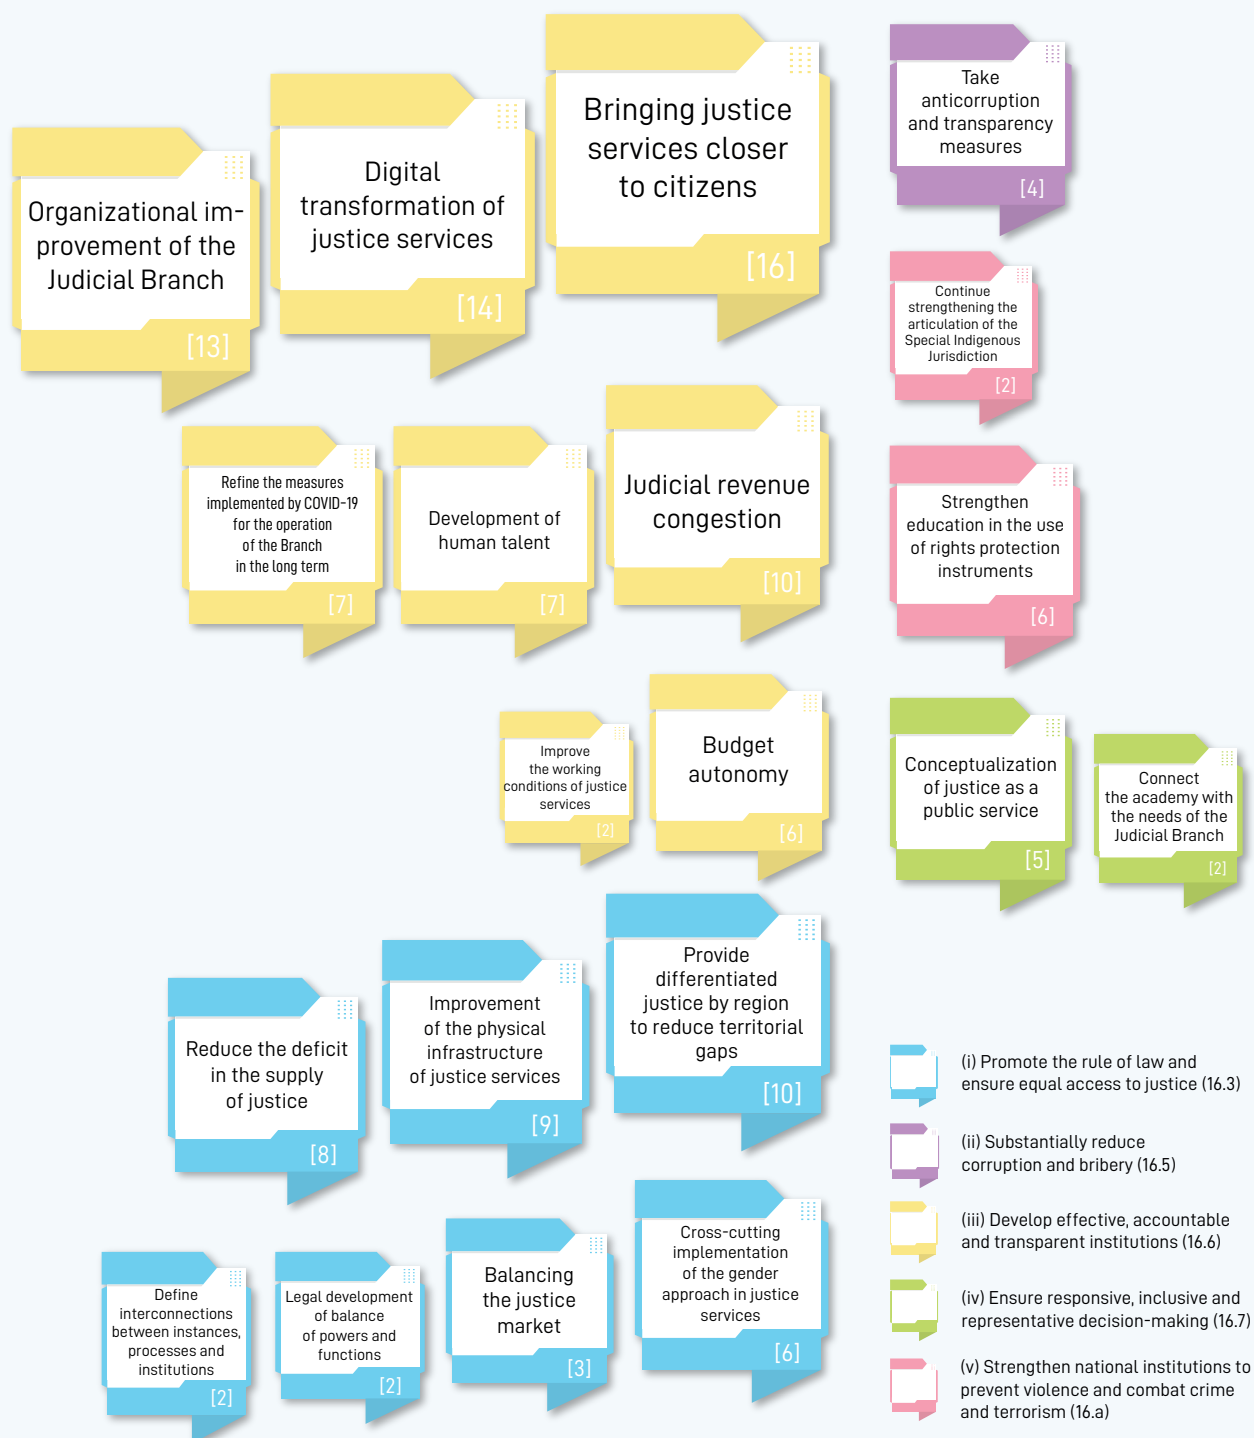 Bringing justice
services closer
to citizens
[16]
Digital
transformation of
justice services
[14]
Organizational im-
provement of the
Judicial Branch
[13]
Take
anticorruption
and transparency
measures
[4]
Continue
strengthening the
articulation of the
Special Indigenous
Jurisdiction
[2]
Refine the measures
implemented by COVID-19
for the operation
of the Branch
in the long term
[7]
Development of
human talent
[7]
Judicial revenue
congestion
[10]
Strengthen
education in the use
of rights protection
instruments
[6]
Improve
the working
conditions of justice
services
[2]
Budget
autonomy
[6]
Conceptualization
of justice as a
public service
[5]
Connect
the academy with
the needs of the
Judicial Branch
[2]
Reduce the deficit
in the supply
of justice
[8]
Improvement
of the physical
infrastructure
of justice services
[9]
Provide
differentiated
justice by region
to reduce territorial
gaps
[10]
Define
interconnections
between instances,
processes and
institutions
[2]
Legal development
of balance
of powers and
functions
[2]
Balancing
the justice
market
[3]
Cross-cutting
implementation
of the gender
approach in justice
services
[6]
(i) Promote the rule of law and
ensure equal access to justice (16.3)
(ii) Substantially reduce
corruption and bribery (16.5)
(iii) Develop effective, accountable
and transparent institutions (16.6)
(iv) Ensure responsive, inclusive and
representative decision-making (16.7)
(v) Strengthen national institutions to
prevent violence and combat crime
and terrorism (16.a)